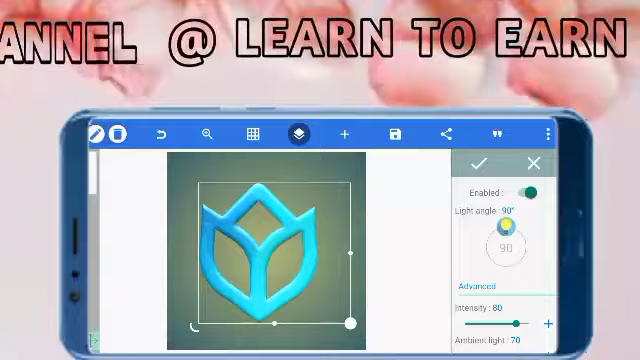 ANNEL @ LEARN TO EARN
Enabled :
Light angle : 90°
90
Advanced
Intensity : 80
Ambient light : 70